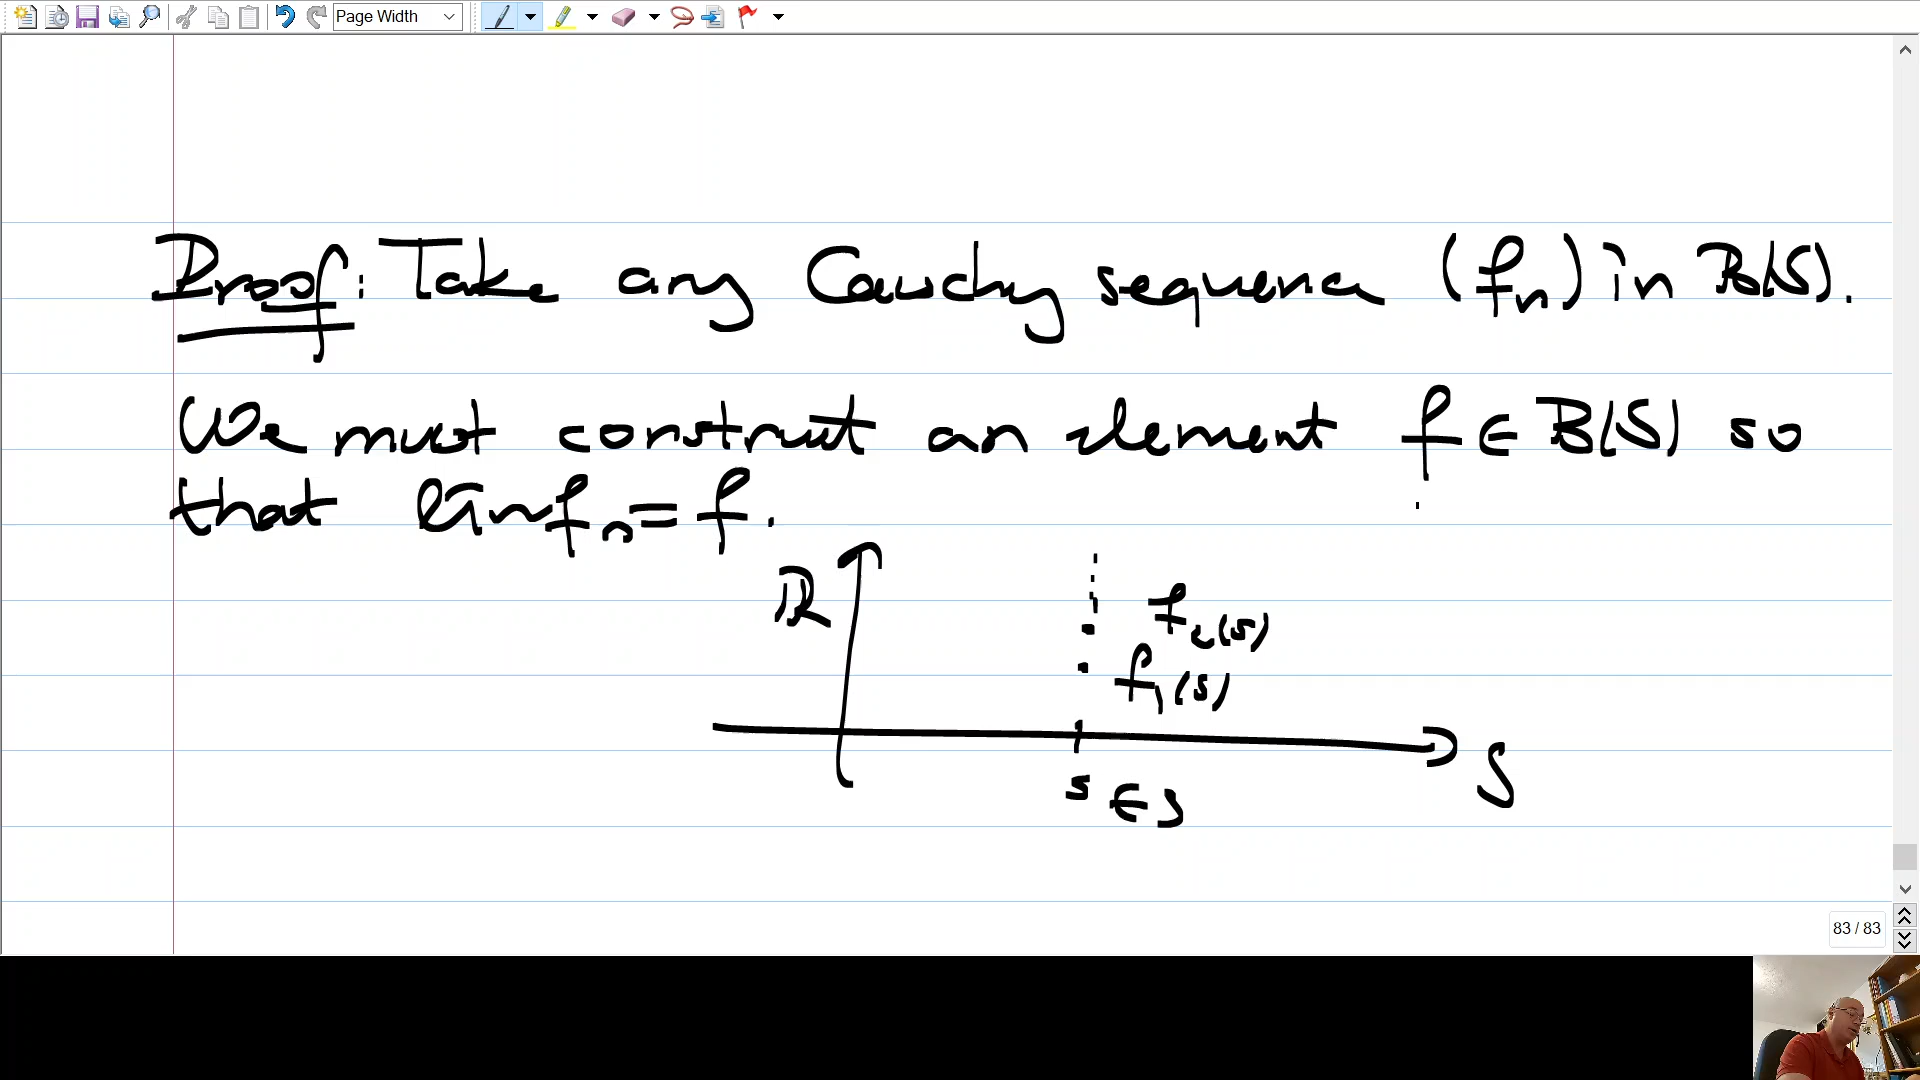 Page Width
Proof: Take any Cauchy sequence (fₙ) in B(S).
We must construct an element f ∈ B(S) so
that lim fₙ = f.
ℝ
f₂(s)
f₁(s)
s ∈ S
S
83 / 83